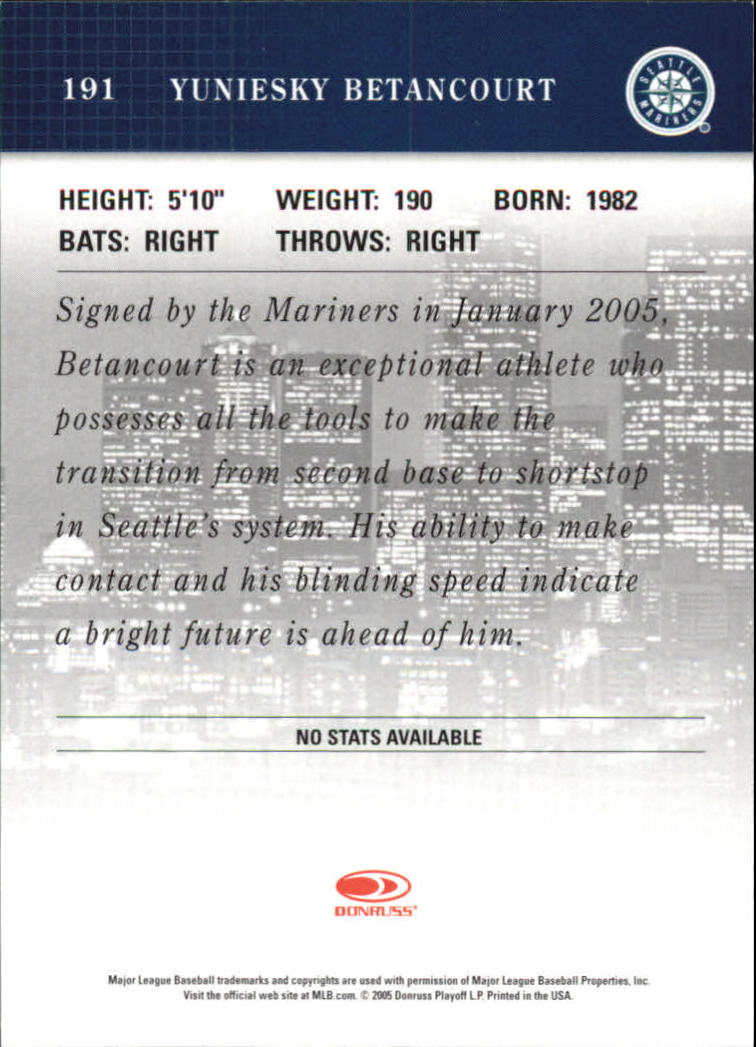 191 YUNIESKY BETANCOURT
SEATTLE
MARINERS
HEIGHT: 5'10" WEIGHT: 190 BORN: 1982
BATS: RIGHT THROWS: RIGHT
Signed by the Mariners in January 2005,
Betancourt is an exceptional athlete who
possesses all the tools to make the
transition from second base to shortstop
in Seattle's system. His ability to make
contact and his blinding speed indicate
a bright future is ahead of him.
NO STATS AVAILABLE
DONRUSS®
Major League Baseball trademarks and copyrights are used with permission of Major League Baseball Properties, Inc.
Visit the official web site at MLB.com. © 2005 Donruss Playoff L.P. Printed in the USA.